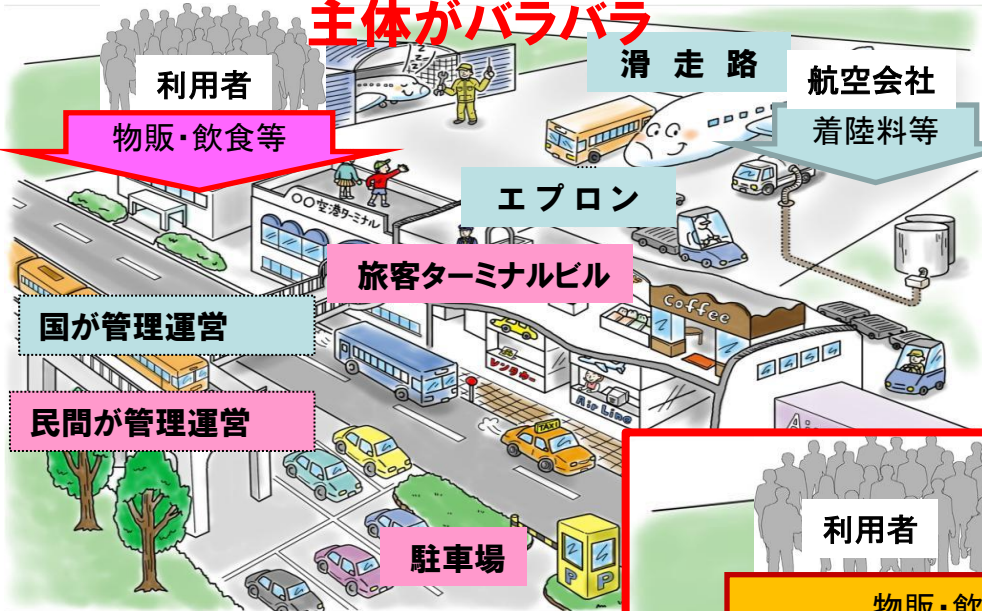 主体がバラバラ
利用者
物販・飲食等
滑走路
航空会社
着陸料等
エプロン
〇〇空港ターミナル
旅客ターミナルビル
Coffee
国が管理運営
レンタカー
Air Line
民間が管理運営
TAXI
Ai
駐車場
P
P
利用者
物販・飲